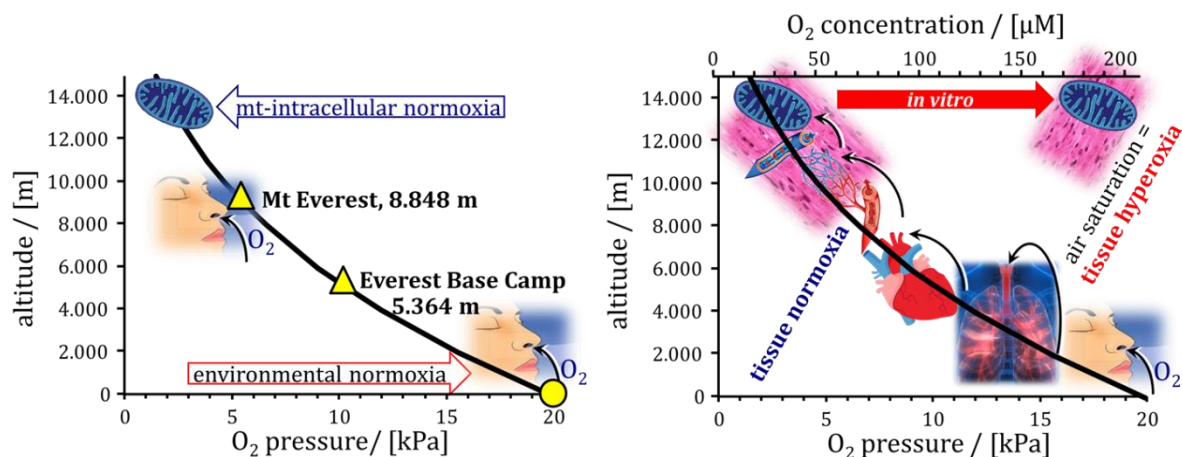 14.000
12.000
10.000
8.000
6.000
4.000
2.000
0
altitude / [m]
mt-intracellular normoxia
Mt Everest, 8.848 m
O₂
Everest Base Camp
5.364 m
environmental normoxia
O₂
0 5 10 15 20
O₂ pressure/ [kPa]
O₂ concentration / [µM]
0 50 100 150 200
14.000
12.000
10.000
8.000
6.000
4.000
2.000
0
altitude / [m]
in vitro
tissue normoxia
air saturation =
tissue hyperoxia
O₂
0 5 10 15 20
O₂ pressure / [kPa]